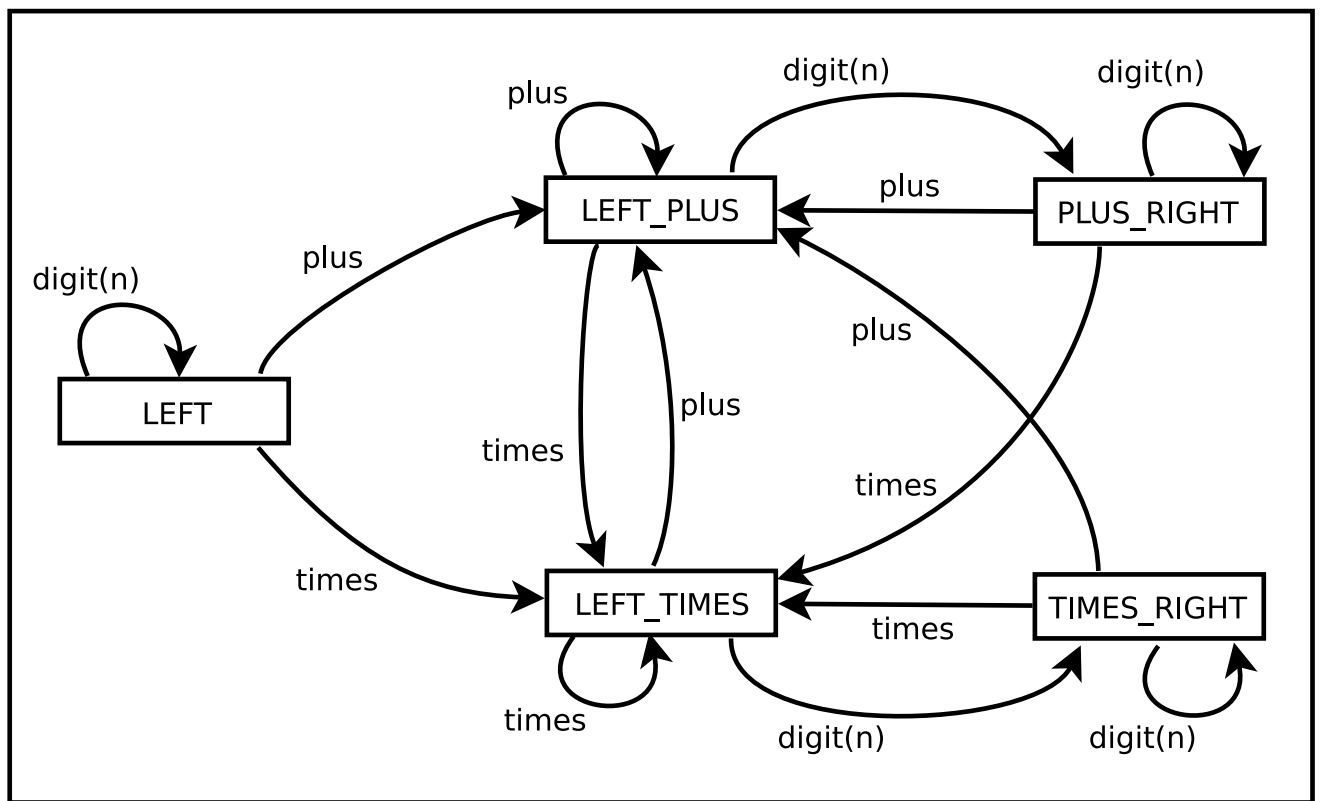 digit(n)
digit(n)
plus
plus
LEFT_PLUS
PLUS_RIGHT
plus
digit(n)
plus
LEFT
plus
times
times
times
LEFT_TIMES
TIMES_RIGHT
times
times
digit(n)
digit(n)